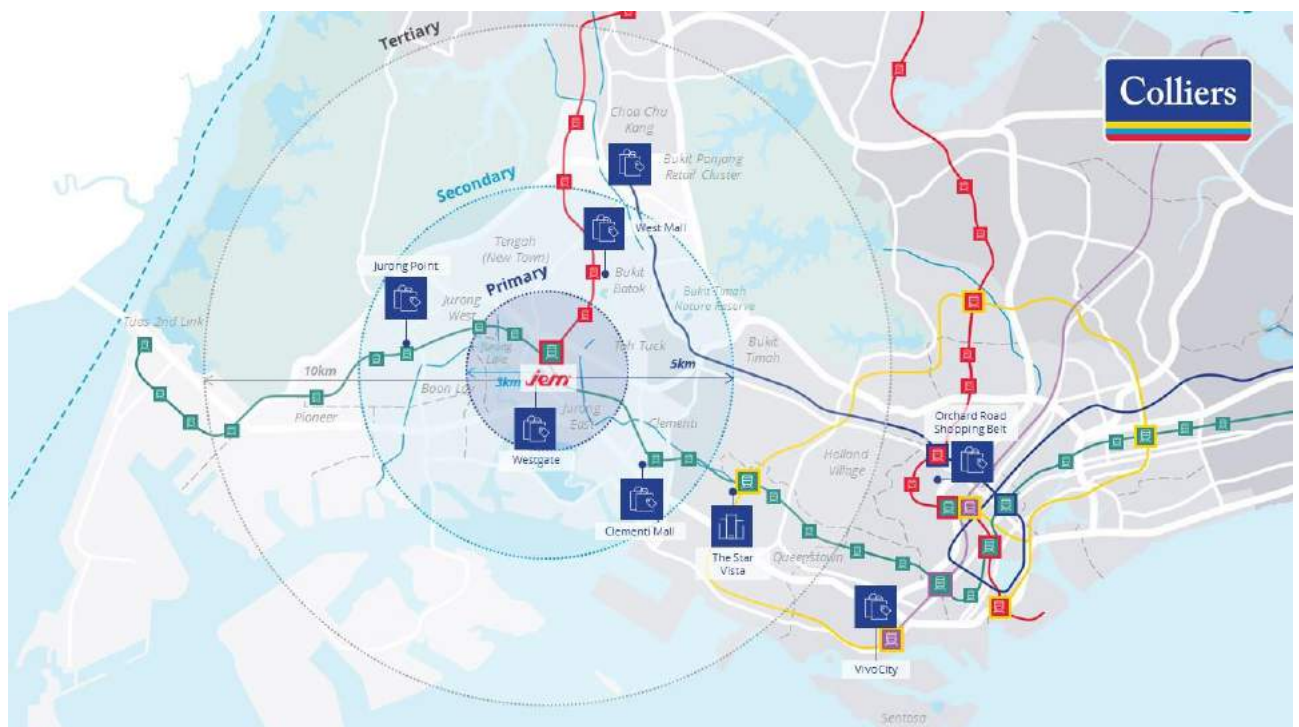 Tertiary
Colliers
Choa Chu
Kang
Bukit Panjang
Retail Cluster
Secondary
West Mall
Tengah
(New Town)
Jurong Point
Primary
Bukit
Batok
Bukit Timah
Nature Reserve
Jurong
West
Tuas 2nd Link
Jurong
Lake
Toh Tuck
Bukit
Timah
10km
5km
3km
jem
Boon Lay
Pioneer
Jurong
East
Clementi
Orchard Road
Shopping Belt
Westgate
Holland
Village
Clementi Mall
The Star
Vista
Queenstown
VivoCity
Sentosa